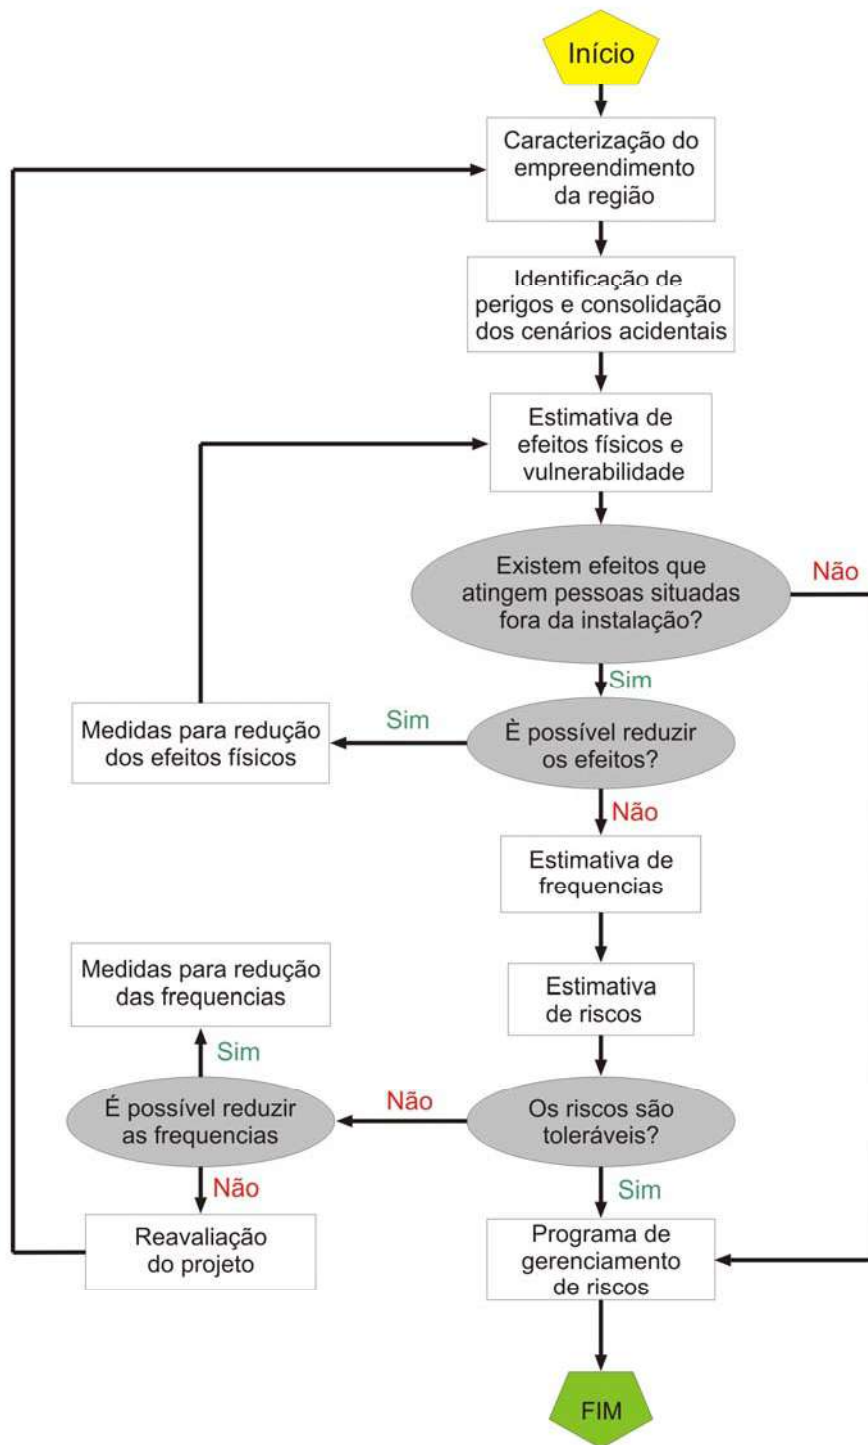 Início
Caracterização do
empreendimento
da região
Identificação de
perigos e consolidação
dos cenários acidentais
Estimativa de
efeitos físicos e
vulnerabilidade
Existem efeitos que
atingem pessoas situadas
fora da instalação?
Não
Sim
È possível reduzir
os efeitos?
Sim
Medidas para redução
dos efeitos físicos
Não
Estimativa de
frequencias
Estimativa
de riscos
Medidas para redução
das frequencias
Sim
É possível reduzir
as frequencias
Não
Os riscos são
toleráveis?
Não
Sim
Reavaliação
do projeto
Programa de
gerenciamento
de riscos
FIM